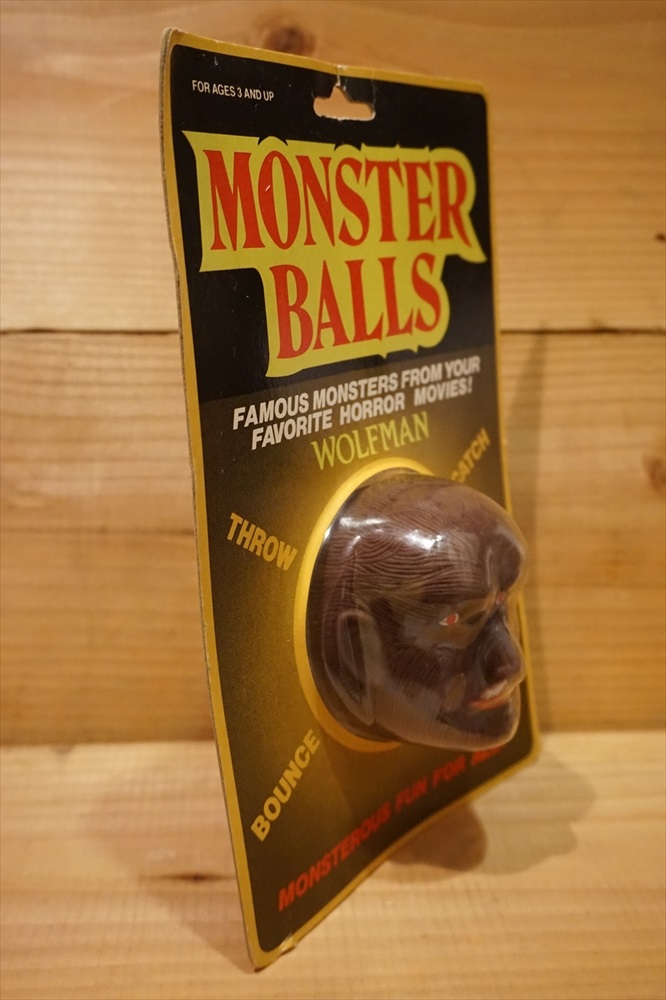 FOR AGES 3 AND UP
MONSTER
BALLS
FAMOUS MONSTERS FROM YOUR
FAVORITE HORROR MOVIES!
WOLFMAN
THROW
CATCH
BOUNCE
MONSTEROUS FUN FOR